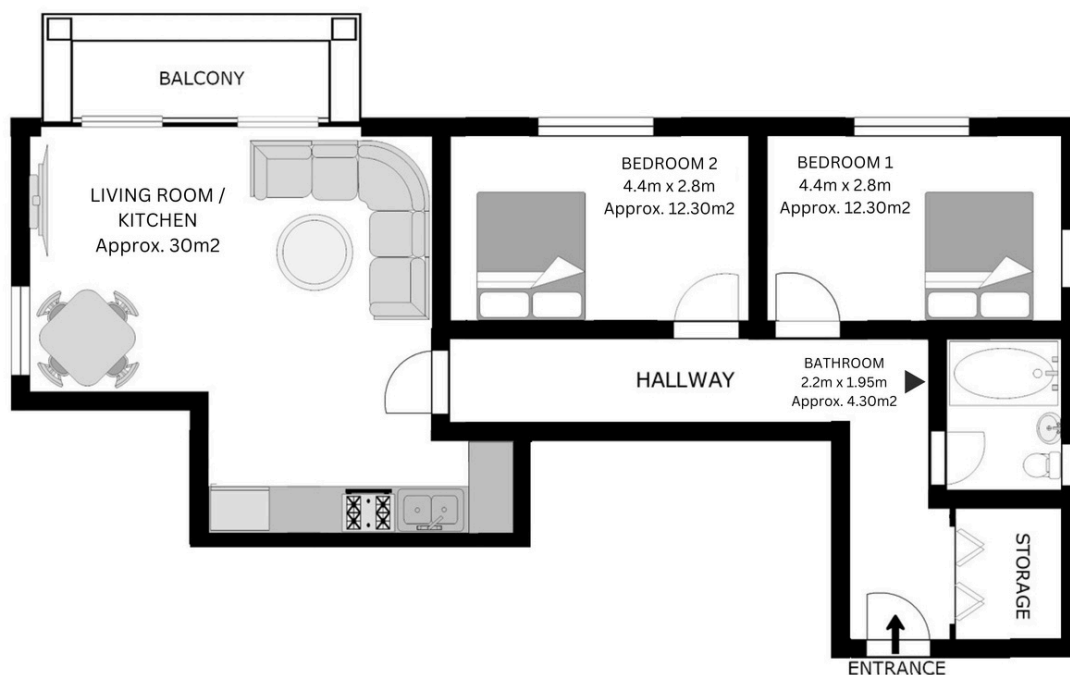 BALCONY
LIVING ROOM /
KITCHEN
Approx. 30m2
BEDROOM 2
4.4m x 2.8m
Approx. 12.30m2
BEDROOM 1
4.4m x 2.8m
Approx. 12.30m2
HALLWAY
BATHROOM
2.2m x 1.95m
Approx. 4.30m2
STORAGE
ENTRANCE